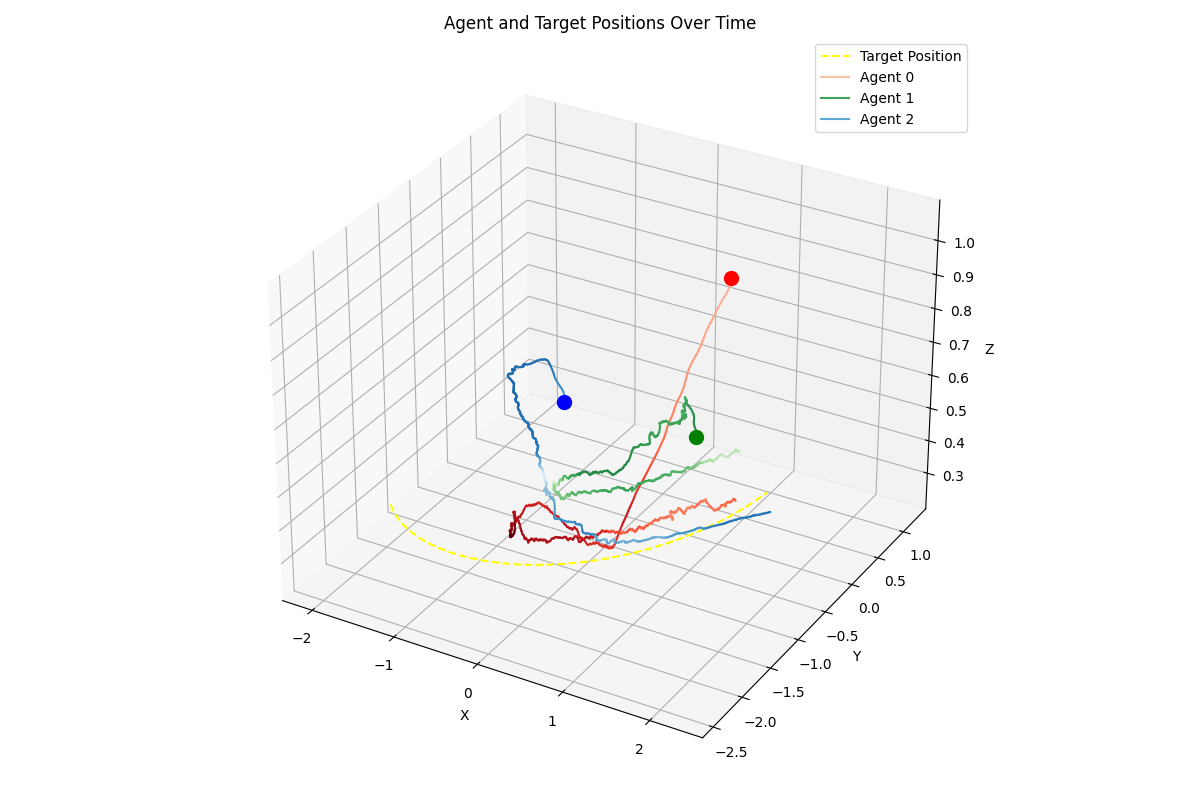 Agent and Target Positions Over Time
Target Position
Agent 0
Agent 1
Agent 2
1.0
0.9
0.8
0.7
0.6
0.5
0.4
0.3
Z
1.0
0.5
0.0
−0.5
−1.0
−1.5
−2.0
−2.5
Y
−2
−1
0
1
2
X